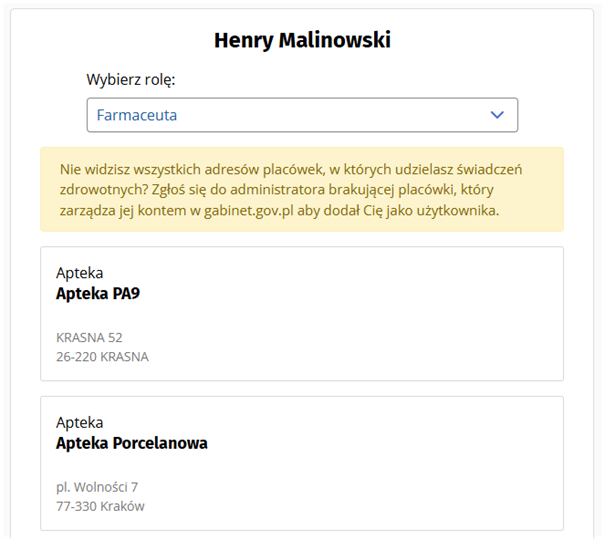 Henry Malinowski
Wybierz rolę:
Farmaceuta
Nie widzisz wszystkich adresów placówek, w których udzielasz świadczeń
zdrowotnych? Zgłoś się do administratora brakującej placówki, który
zarządza jej kontem w gabinet.gov.pl aby dodał Cię jako użytkownika.
Apteka
Apteka PA9
KRASNA 52
26-220 KRASNA
Apteka
Apteka Porcelanowa
pl. Wolności 7
77-330 Kraków